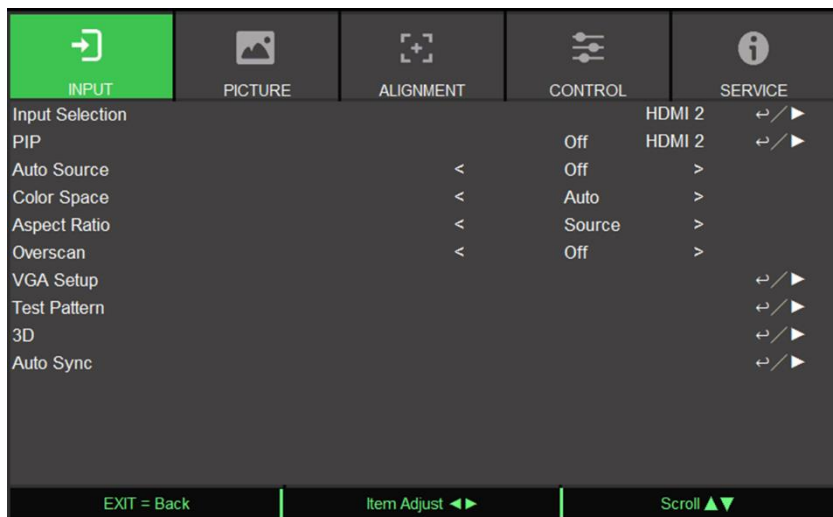 INPUT PICTURE ALIGNMENT CONTROL SERVICE
Input Selection HDMI 2 ↩/▶
PIP Off HDMI 2 ↩/▶
Auto Source < Off >
Color Space < Auto >
Aspect Ratio < Source >
Overscan < Off >
VGA Setup ↩/▶
Test Pattern ↩/▶
3D ↩/▶
Auto Sync ↩/▶
EXIT = Back Item Adjust ◀▶ Scroll ▲▼